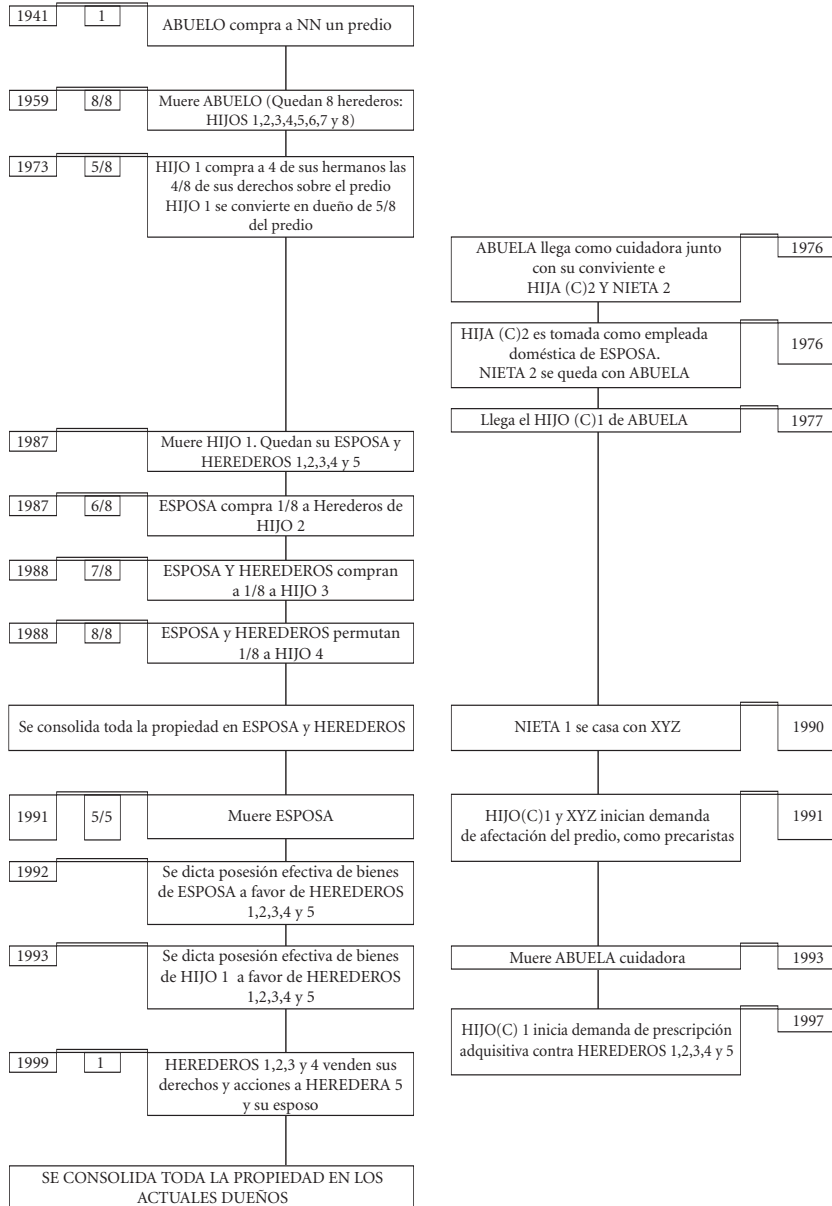 1941
1
ABUELO compra a NN un predio
1959
8/8
Muere ABUELO (Quedan 8 herederos:
HIJOS 1,2,3,4,5,6,7 y 8)
1973
5/8
HIJO 1 compra a 4 de sus hermanos las
4/8 de sus derechos sobre el predio
HIJO 1 se convierte en dueño de 5/8
del predio
ABUELA llega como cuidadora junto
con su conviviente e
HIJA (C)2 Y NIETA 2
1976
HIJA (C)2 es tomada como empleada
doméstica de ESPOSA.
NIETA 2 se queda con ABUELA
1976
Llega el HIJO (C)1 de ABUELA
1977
1987
Muere HIJO 1. Quedan su ESPOSA y
HEREDEROS 1,2,3,4 y 5
1987
6/8
ESPOSA compra 1/8 a Herederos de
HIJO 2
1988
7/8
ESPOSA Y HEREDEROS compran
a 1/8 a HIJO 3
1988
8/8
ESPOSA y HEREDEROS permutan
1/8 a HIJO 4
Se consolida toda la propiedad en ESPOSA y HEREDEROS
NIETA 1 se casa con XYZ
1990
1991
5/5
Muere ESPOSA
HIJO(C)1 y XYZ inician demanda
de afectación del predio, como precaristas
1991
1992
Se dicta posesión efectiva de bienes
de ESPOSA a favor de HEREDEROS
1,2,3,4 y 5
1993
Se dicta posesión efectiva de bienes
de HIJO 1 a favor de HEREDEROS
1,2,3,4 y 5
Muere ABUELA cuidadora
1993
HIJO(C) 1 inicia demanda de prescripción
adquisitiva contra HEREDEROS 1,2,3,4 y 5
1997
1999
1
HEREDEROS 1,2,3 y 4 venden sus
derechos y acciones a HEREDERA 5
y su esposo
SE CONSOLIDA TODA LA PROPIEDAD EN LOS
ACTUALES DUEÑOS